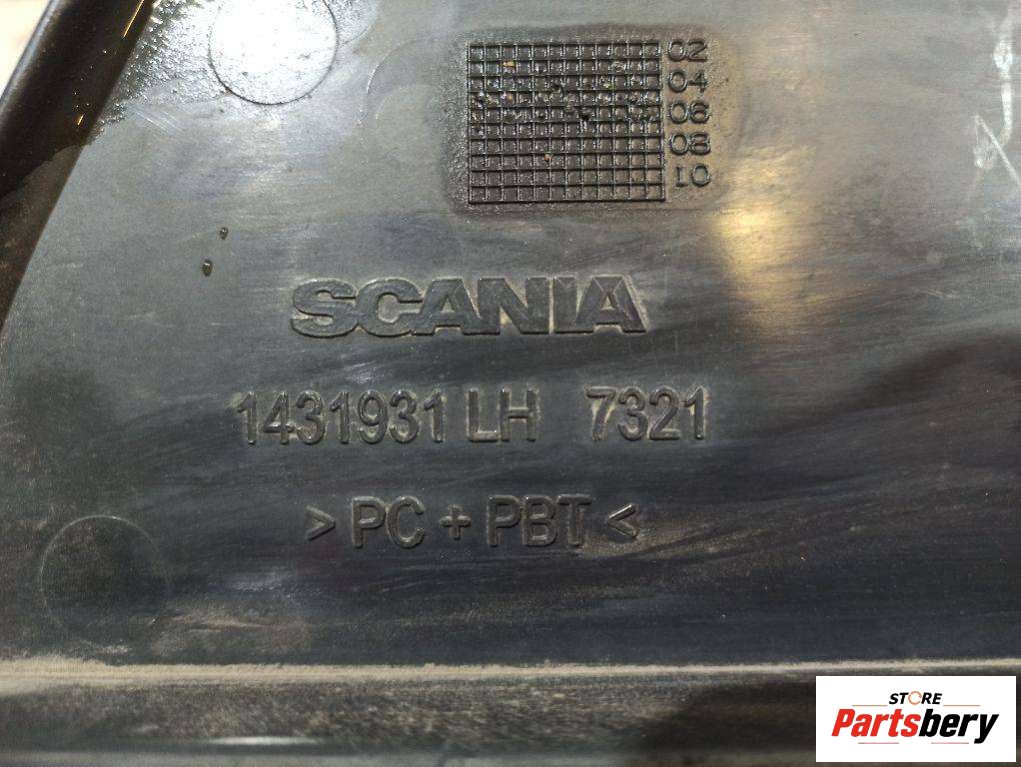 02
04
06
08
10
SCANIA
1431931 LH 7321
> PC + PBT <
STORE
Partsbery